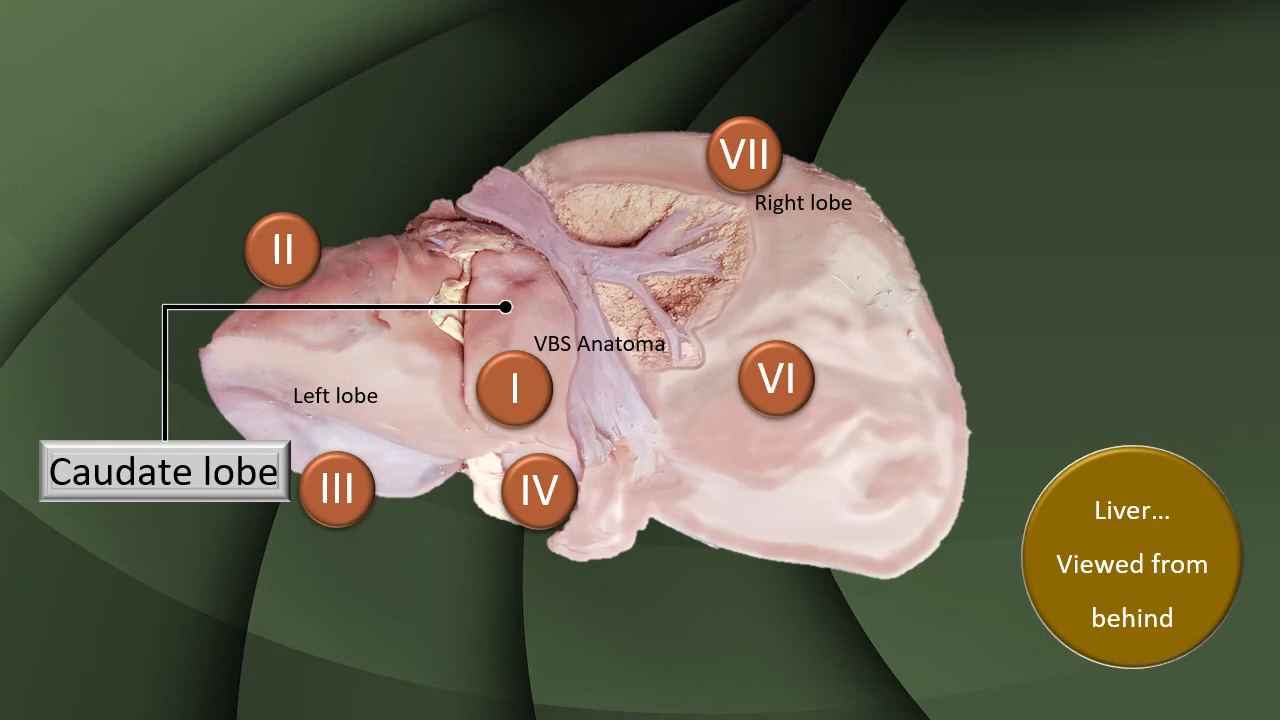 VII
Right lobe
II
VBS Anatoma
I
VI
Left lobe
Caudate lobe
III
IV
Liver...
Viewed from
behind